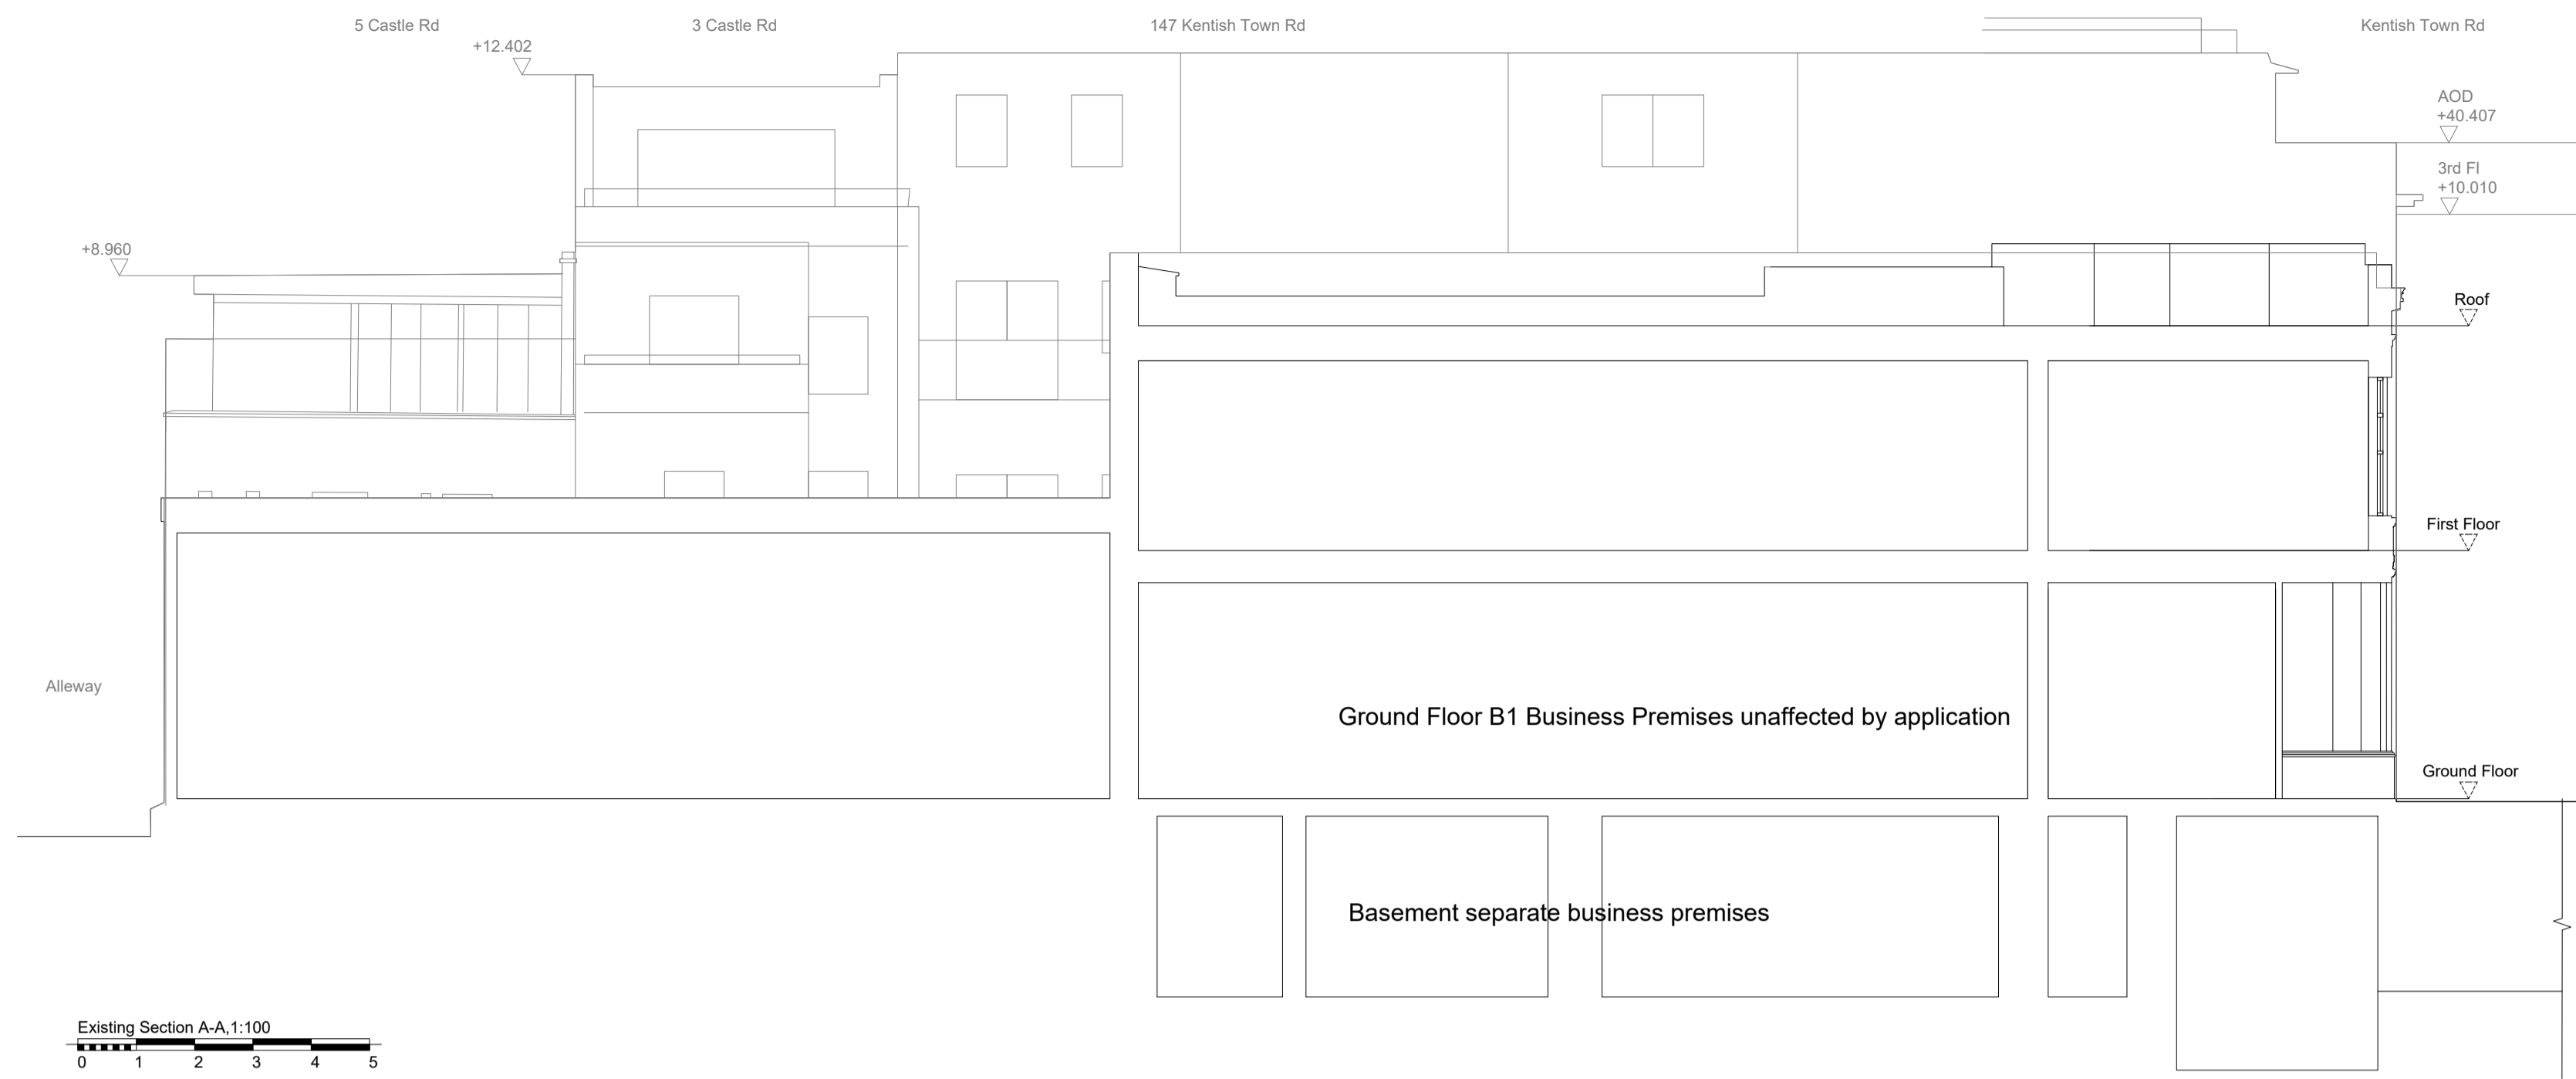 5 Castle Rd
3 Castle Rd
147 Kentish Town Rd
Kentish Town Rd
+12.402
AOD
+40.407
3rd Fl
+10.010
+8.960
Roof
First Floor
Alleway
Ground Floor B1 Business Premises unaffected by application
Ground Floor
Basement separate business premises
Existing Section A-A,1:100
0 1 2 3 4 5